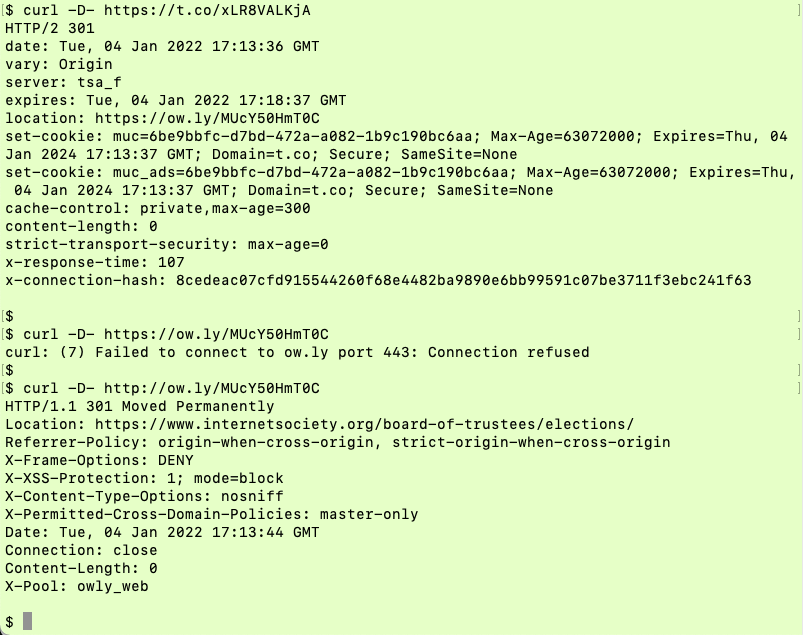 [$ curl -D- https://t.co/xLR8VALKjA ]
HTTP/2 301
date: Tue, 04 Jan 2022 17:13:36 GMT
vary: Origin
server: tsa_f
expires: Tue, 04 Jan 2022 17:18:37 GMT
location: https://ow.ly/MUcY50HmT0C
set-cookie: muc=6be9bbfc-d7bd-472a-a082-1b9c190bc6aa; Max-Age=63072000; Expires=Thu, 04
Jan 2024 17:13:37 GMT; Domain=t.co; Secure; SameSite=None
set-cookie: muc_ads=6be9bbfc-d7bd-472a-a082-1b9c190bc6aa; Max-Age=63072000; Expires=Thu,
 04 Jan 2024 17:13:37 GMT; Domain=t.co; Secure; SameSite=None
cache-control: private,max-age=300
content-length: 0
strict-transport-security: max-age=0
x-response-time: 107
x-connection-hash: 8cedeac07cfd915544260f68e4482ba9890e6bb99591c07be3711f3ebc241f63
[$ ]
[$ curl -D- https://ow.ly/MUcY50HmT0C ]
curl: (7) Failed to connect to ow.ly port 443: Connection refused
[$ ]
[$ curl -D- http://ow.ly/MUcY50HmT0C ]
HTTP/1.1 301 Moved Permanently
Location: https://www.internetsociety.org/board-of-trustees/elections/
Referrer-Policy: origin-when-cross-origin, strict-origin-when-cross-origin
X-Frame-Options: DENY
X-XSS-Protection: 1; mode=block
X-Content-Type-Options: nosniff
X-Permitted-Cross-Domain-Policies: master-only
Date: Tue, 04 Jan 2022 17:13:44 GMT
Connection: close
Content-Length: 0
X-Pool: owly_web
$